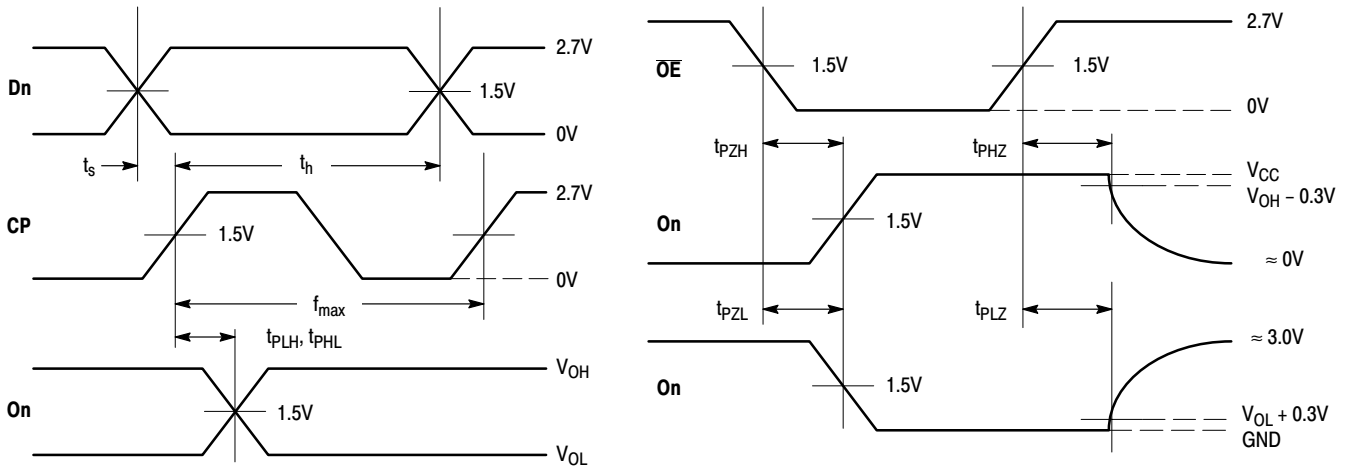 Dn
2.7V
1.5V
0V
ts
th
CP
2.7V
1.5V
0V
fmax
tPLH, tPHL
On
VOH
1.5V
VOL
OE
2.7V
1.5V
1.5V
0V
tPZH
tPHZ
On
VCC
VOH – 0.3V
1.5V
≈ 0V
tPZL
tPLZ
On
≈ 3.0V
1.5V
VOL + 0.3V
GND